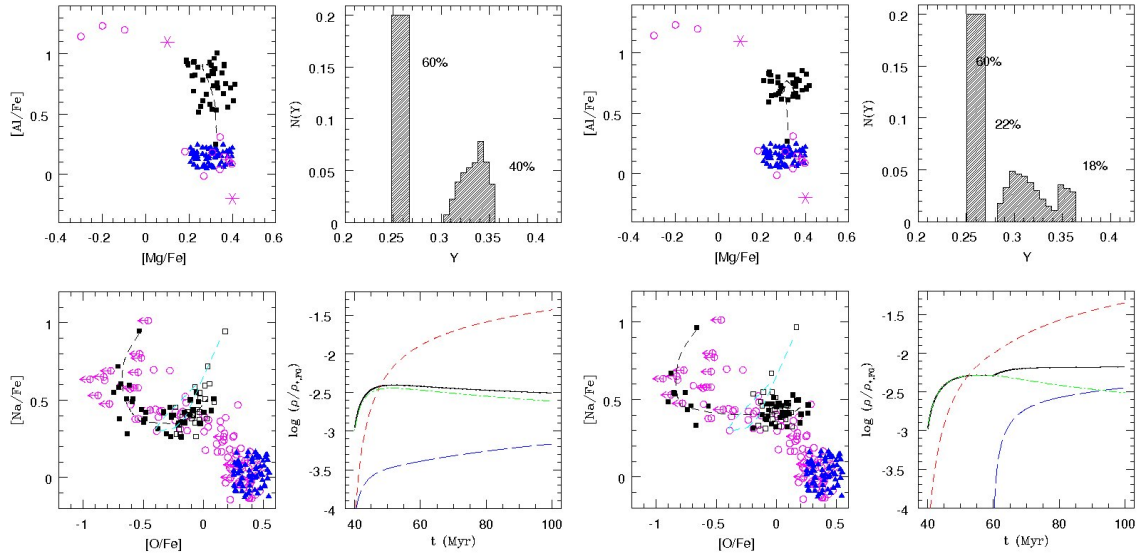 1
0.5
0
[Al/Fe]
−0.4 −0.2 0 0.2 0.4 0.6
[Mg/Fe]
0.2
0.15
0.1
0.05
0
N(Y)
60%
40%
0.2 0.25 0.3 0.35 0.4
Y
1
0.5
0
[Al/Fe]
−0.4 −0.2 0 0.2 0.4 0.6
[Mg/Fe]
0.2
0.15
0.1
0.05
0
N(Y)
60%
22%
18%
0.2 0.25 0.3 0.35 0.4
Y
1
0.5
0
[Na/Fe]
−1 −0.5 0 0.5
[O/Fe]
−1.5
−2
−2.5
−3
−3.5
−4
log (ρ/ρ*,FG)
40 60 80 100
t (Myr)
1
0.5
0
[Na/Fe]
−1 −0.5 0 0.5
[O/Fe]
−1.5
−2
−2.5
−3
−3.5
−4
log (ρ/ρ*,FG)
40 60 80 100
t (Myr)